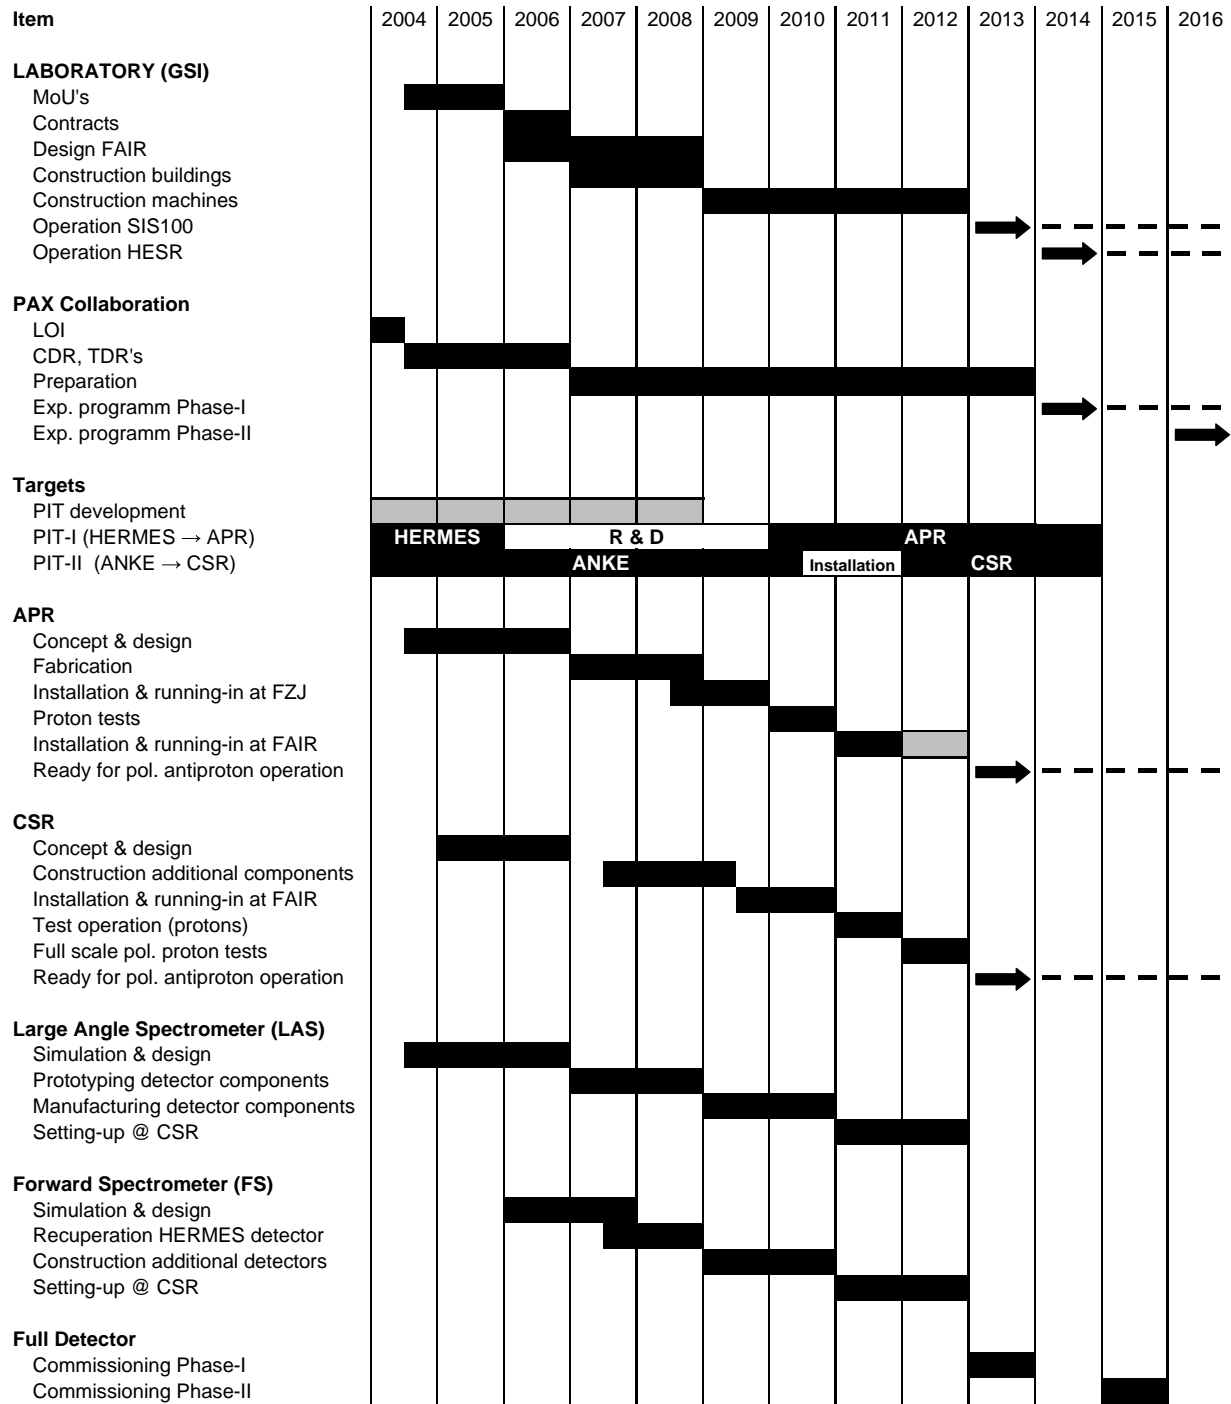 Item 2004 2005 2006 2007 2008 2009 2010 2011 2012 2013 2014 2015 2016
LABORATORY (GSI)
MoU's
Contracts
Design FAIR
Construction buildings
Construction machines
Operation SIS100
Operation HESR
PAX Collaboration
LOI
CDR, TDR's
Preparation
Exp. programm Phase-I
Exp. programm Phase-II
Targets
PIT development
PIT-I (HERMES → APR) HERMES R & D APR
PIT-II (ANKE → CSR) ANKE Installation CSR
APR
Concept & design
Fabrication
Installation & running-in at FZJ
Proton tests
Installation & running-in at FAIR
Ready for pol. antiproton operation
CSR
Concept & design
Construction additional components
Installation & running-in at FAIR
Test operation (protons)
Full scale pol. proton tests
Ready for pol. antiproton operation
Large Angle Spectrometer (LAS)
Simulation & design
Prototyping detector components
Manufacturing detector components
Setting-up @ CSR
Forward Spectrometer (FS)
Simulation & design
Recuperation HERMES detector
Construction additional detectors
Setting-up @ CSR
Full Detector
Commissioning Phase-I
Commissioning Phase-II